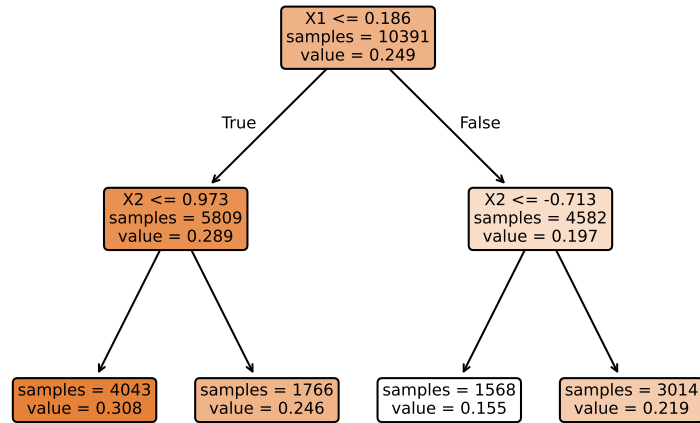 X1 <= 0.186
samples = 10391
value = 0.249
True
False
X2 <= 0.973
samples = 5809
value = 0.289
X2 <= -0.713
samples = 4582
value = 0.197
samples = 4043
value = 0.308
samples = 1766
value = 0.246
samples = 1568
value = 0.155
samples = 3014
value = 0.219